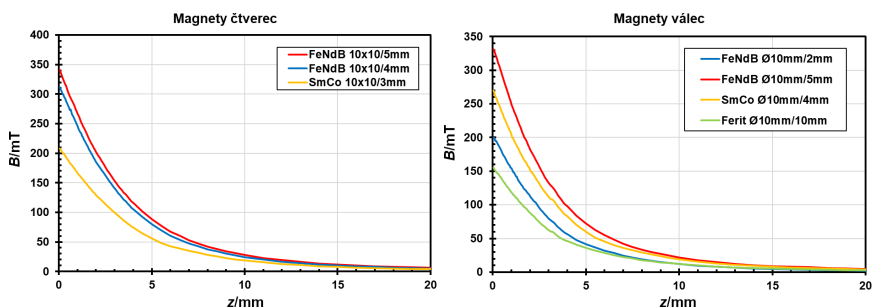 Magnety čtverec
B/mT
400
350
300
250
200
150
100
50
0
FeNdB 10x10/5mm
FeNdB 10x10/4mm
SmCo 10x10/3mm
0 5 10 15 20
z/mm
Magnety válec
B/mT
350
300
250
200
150
100
50
0
FeNdB Ø10mm/2mm
FeNdB Ø10mm/5mm
SmCo Ø10mm/4mm
Ferit Ø10mm/10mm
0 5 10 15 20
z/mm